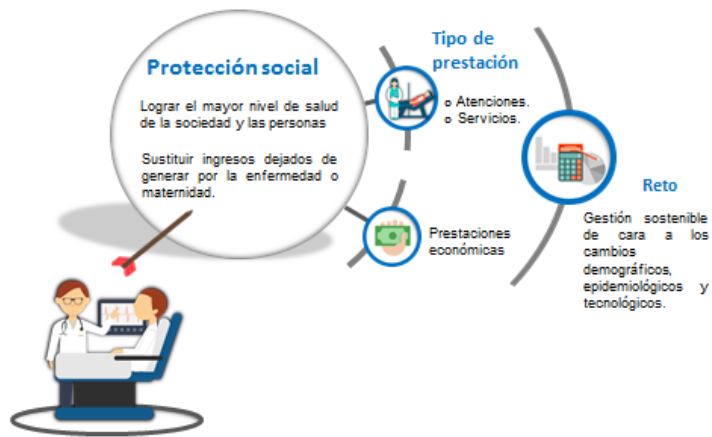 Protección social
Lograr el mayor nivel de salud
de la sociedad y las personas
Sustituir ingresos dejados de
generar por la enfermedad o
maternidad.
Tipo de
prestación
o Atenciones.
o Servicios.
Prestaciones
económicas
Reto
Gestión sostenible
de cara a los
cambios
demográficos,
epidemiológicos y
tecnológicos.